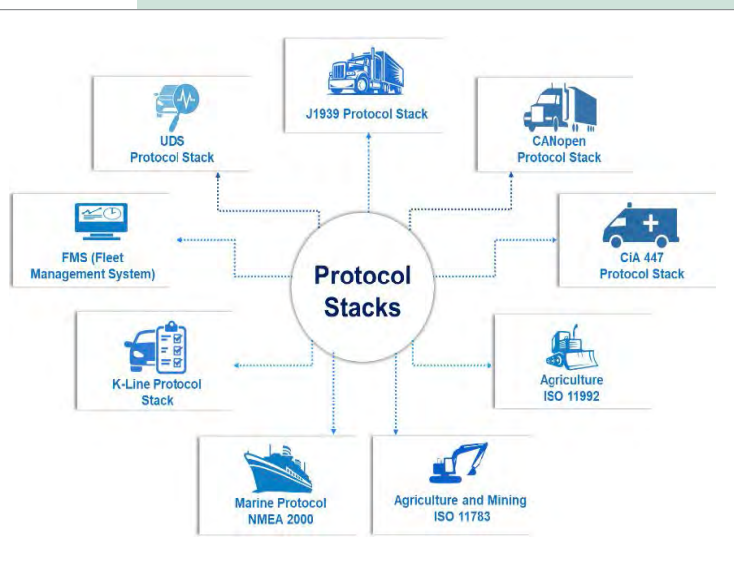 J1939 Protocol Stack
UDS
Protocol Stack
CANopen
Protocol Stack
FMS (Fleet
Management System)
Protocol
Stacks
CiA 447
Protocol Stack
K-Line Protocol
Stack
Agriculture
ISO 11992
Marine Protocol
NMEA 2000
Agriculture and Mining
ISO 11783